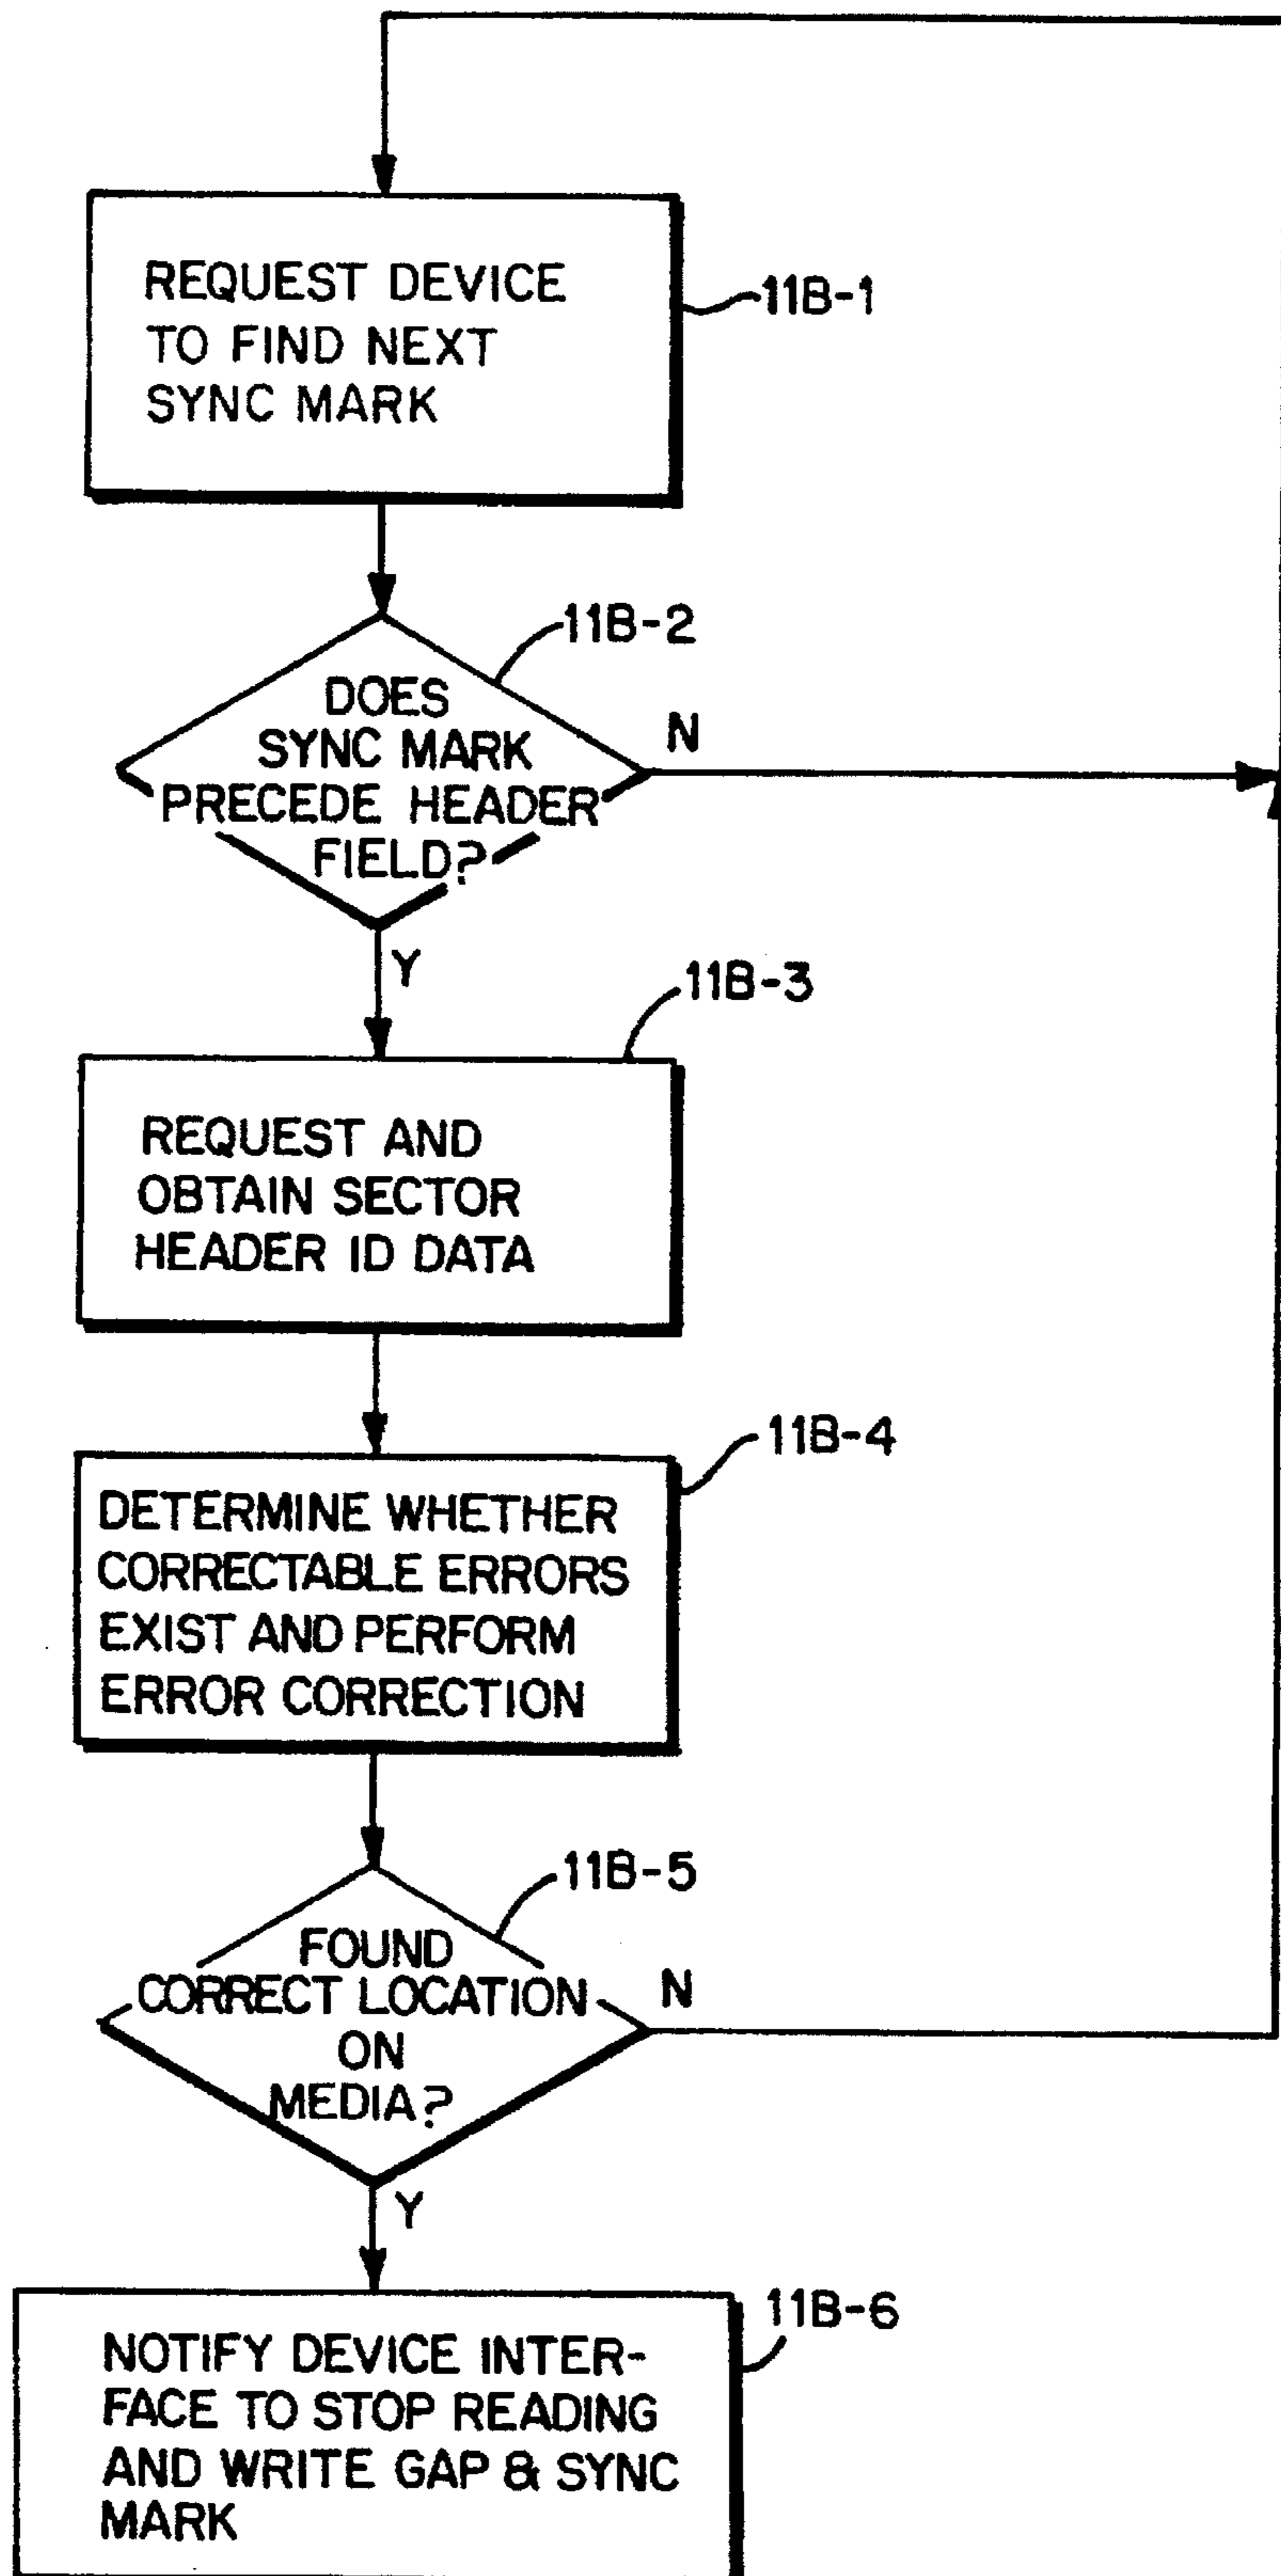 REQUEST DEVICE
TO FIND NEXT
SYNC MARK
11B-1
11B-2
DOES
SYNC MARK
PRECEDE HEADER
FIELD?
N
Y
11B-3
REQUEST AND
OBTAIN SECTOR
HEADER ID DATA
11B-4
DETERMINE WHETHER
CORRECTABLE ERRORS
EXIST AND PERFORM
ERROR CORRECTION
11B-5
FOUND
CORRECT LOCATION
ON
MEDIA?
N
Y
11B-6
NOTIFY DEVICE INTER-
FACE TO STOP READING
AND WRITE GAP & SYNC
MARK